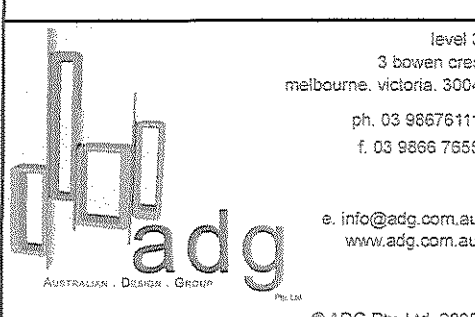 level 3
3 bowen cres
melbourne. victoria. 3004
ph. 03 98676111
f. 03 9866 7655
e. info@adg.com.au
www.adg.com.au
adg
AUSTRALIAN . DESIGN . GROUP
Pty. Ltd.
© ADG Pty. Ltd.